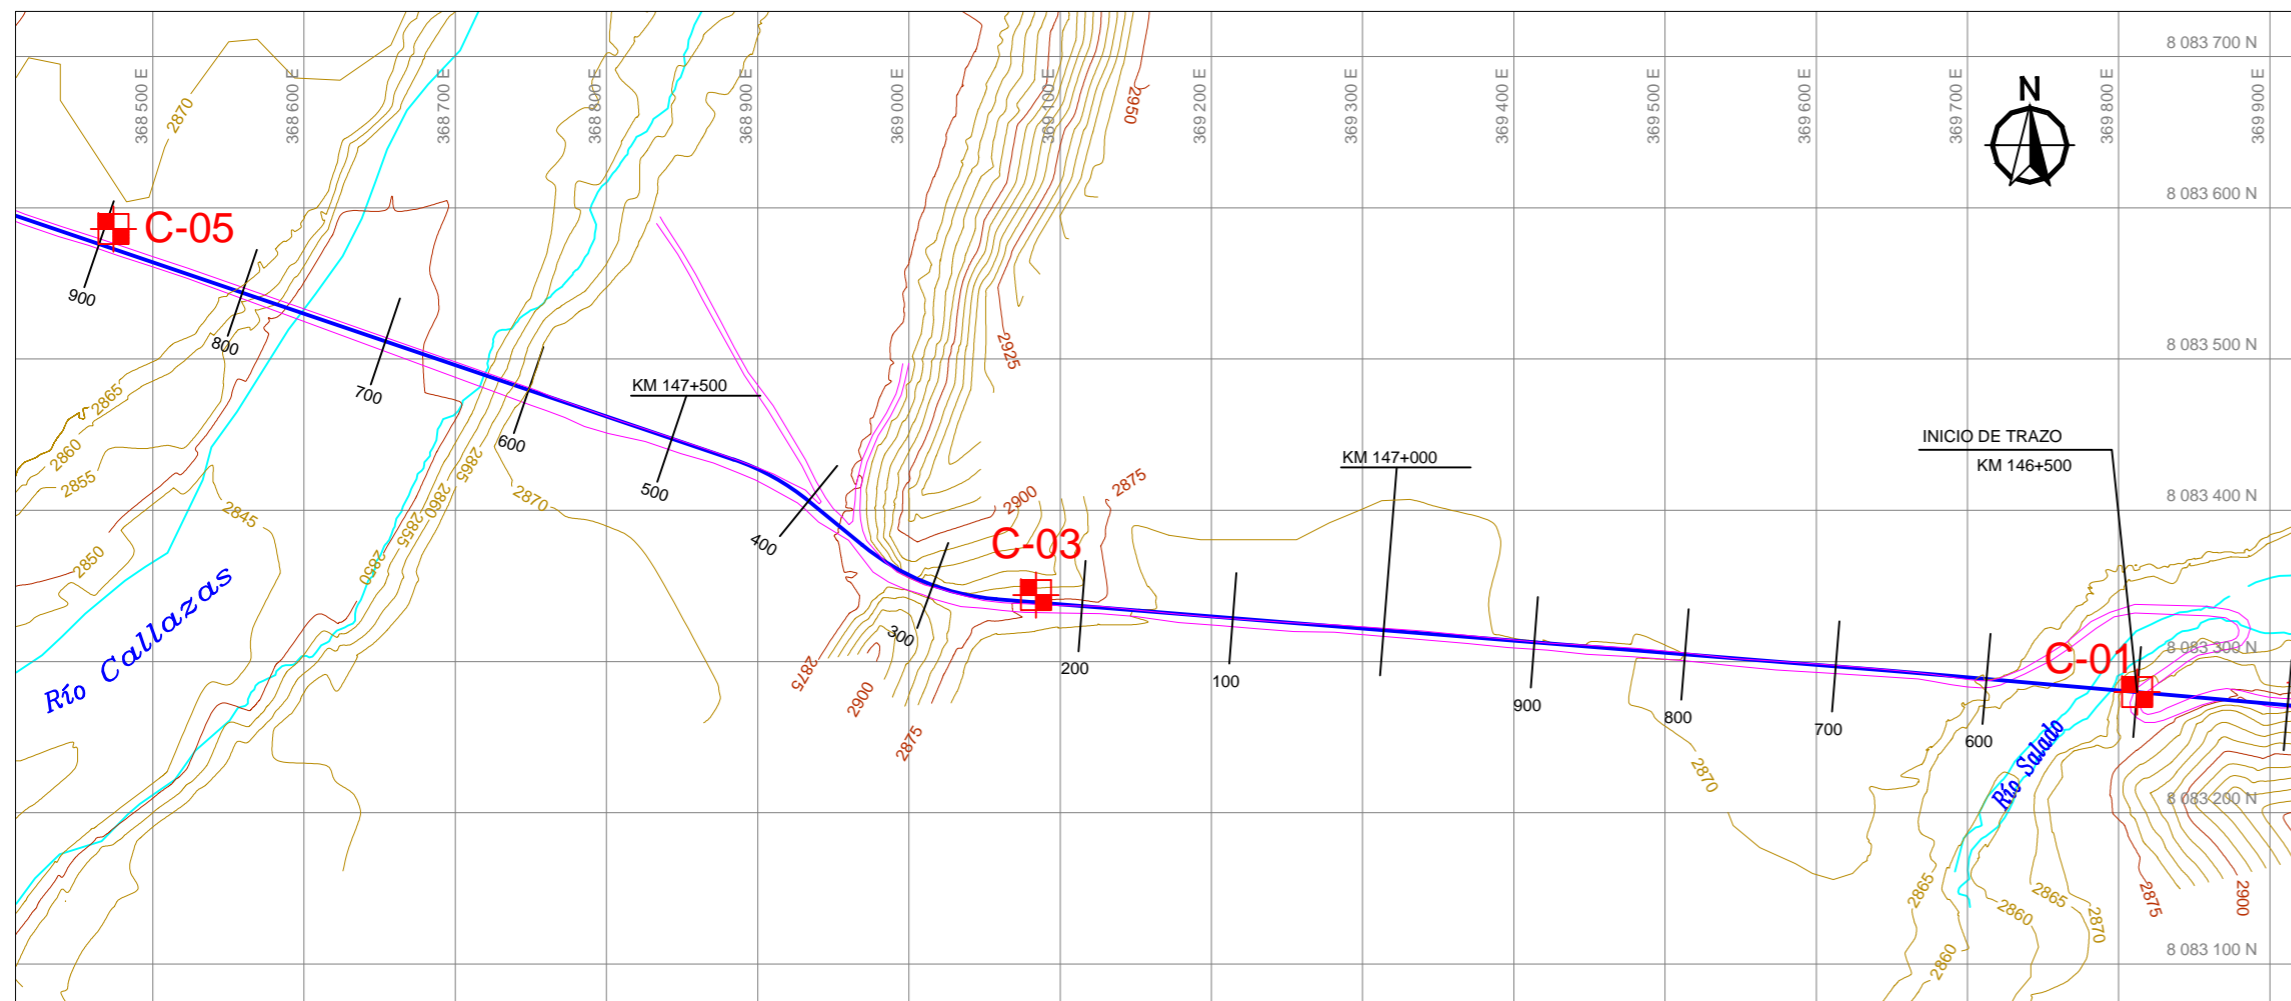 8 083 700 N
368 500 E
368 600 E
368 700 E
368 800 E
368 900 E
369 000 E
369 100 E
369 200 E
369 300 E
369 400 E
369 500 E
369 600 E
369 700 E
369 800 E
369 900 E
N
2870
2950
8 083 600 N
C-05
900
800
700
600
2925
8 083 500 N
KM 147+500
500
2865
2860
2855
2865
2860
2855
2850
2870
2845
2850
400
KM 147+000
INICIO DE TRAZO
KM 146+500
2900
2875
8 083 400 N
C-03
Río Callazas
300
200
100
900
800
700
600
C-01
8 083 300 N
2875
2900
2875
2870
Río Salado
8 083 200 N
2865
2860
2865
2860
2870
2875
2900
8 083 100 N